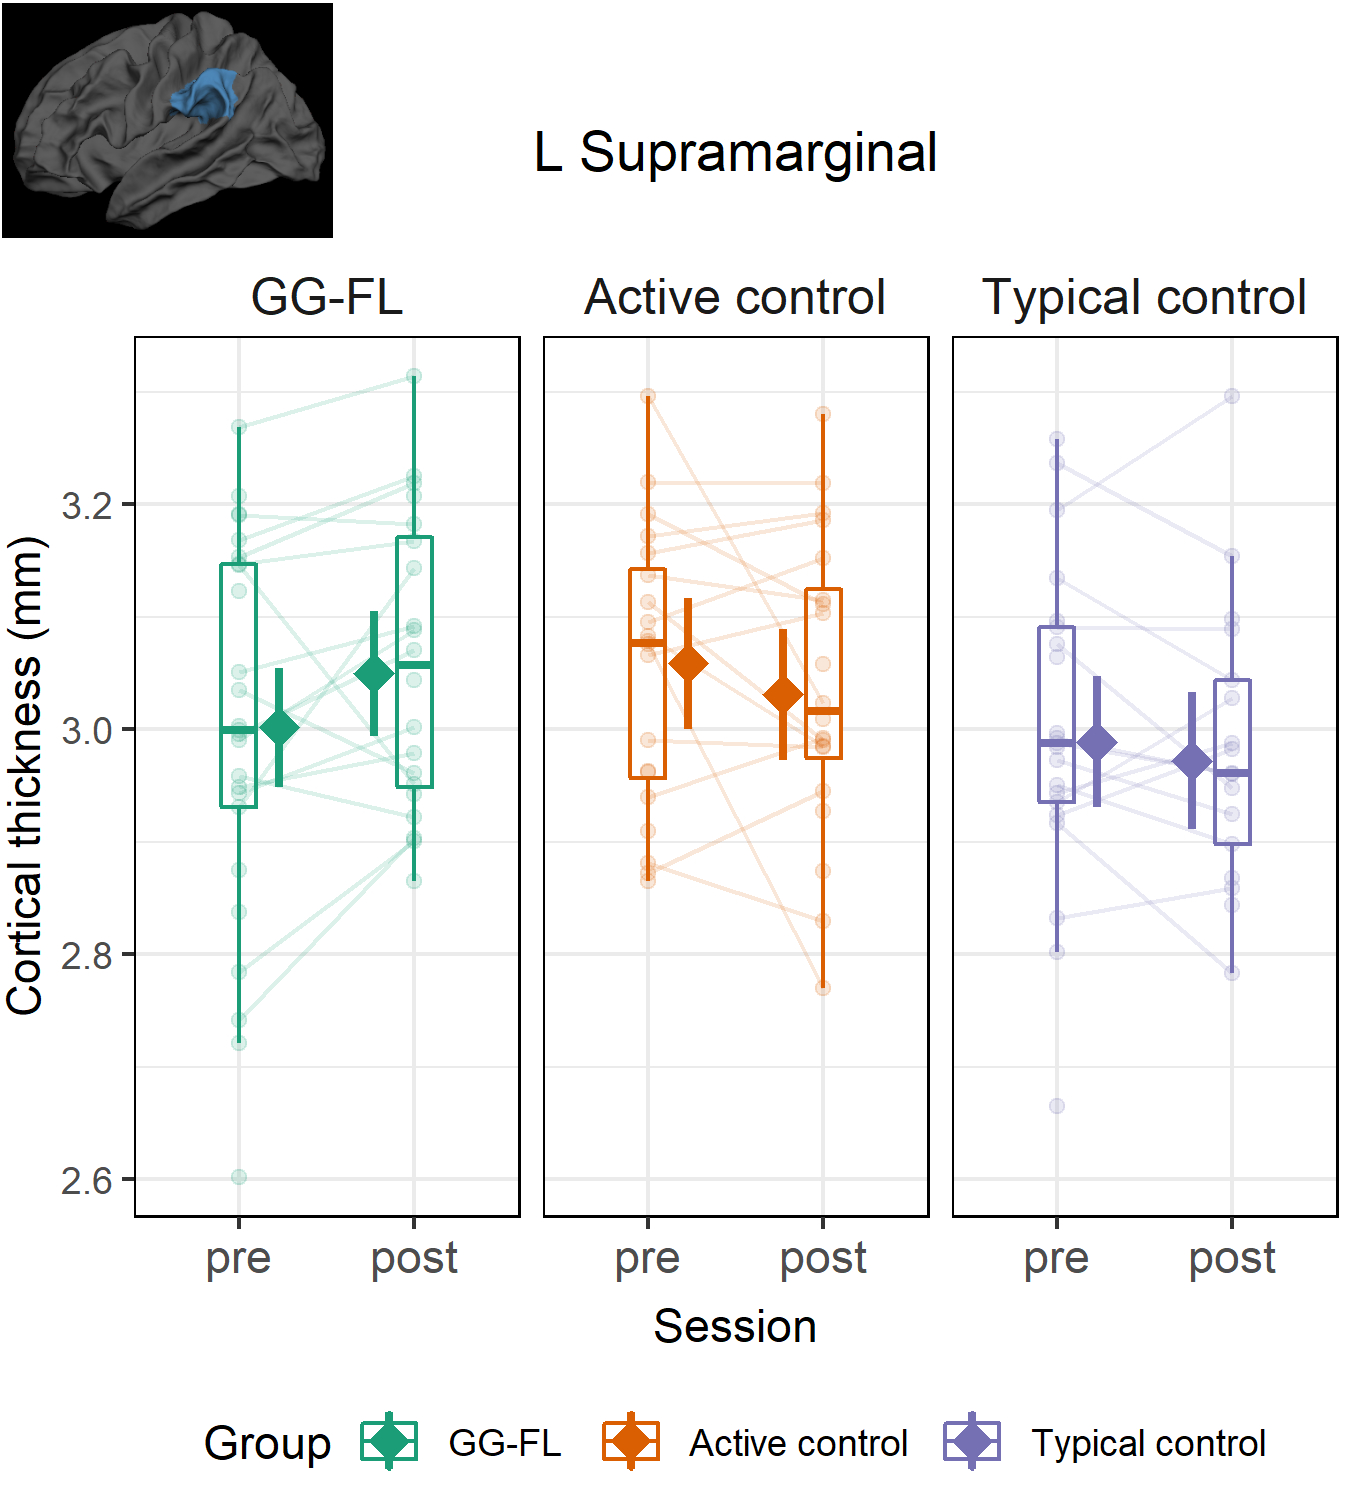 L Supramarginal
GG-FL Active control Typical control
Cortical thickness (mm)
3.2
3.0
2.8
2.6
pre post pre post pre post
Session
Group GG-FL Active control Typical control